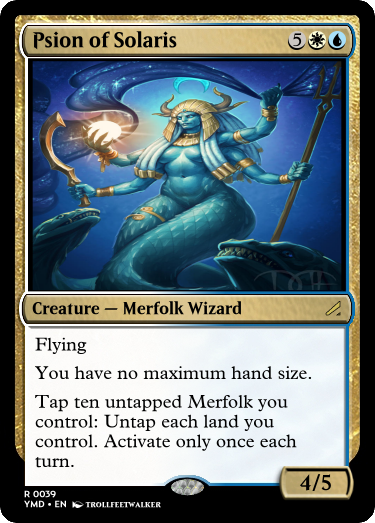 Psion of Solaris 5
Creature — Merfolk Wizard
Flying
You have no maximum hand size.
Tap ten untapped Merfolk you
control: Untap each land you
control. Activate only once each
turn.
4/5
R 0039
YMD • EN TROLLFEETWALKER